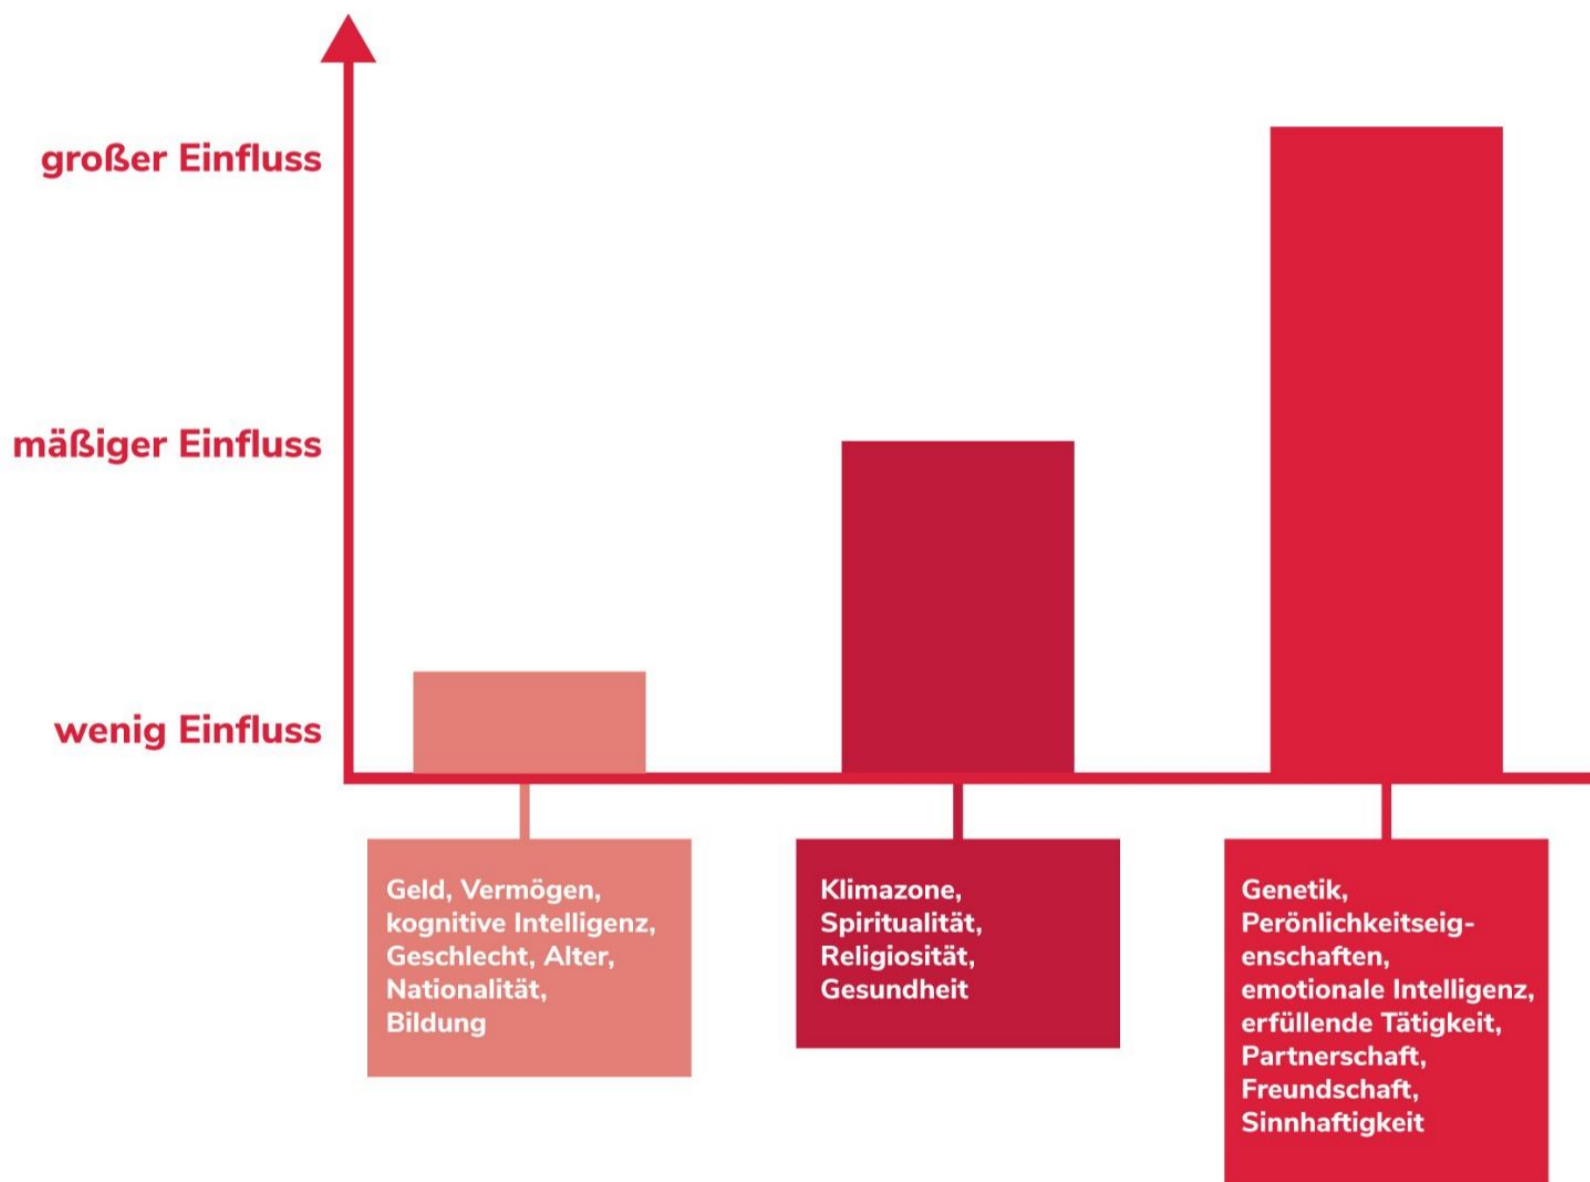 großer Einfluss
mäßiger Einfluss
wenig Einfluss
Geld, Vermögen,
kognitive Intelligenz,
Geschlecht, Alter,
Nationalität,
Bildung
Klimazone,
Spiritualität,
Religiosität,
Gesundheit
Genetik,
Perönlichkeitseig-
enschaften,
emotionale Intelligenz,
erfüllende Tätigkeit,
Partnerschaft,
Freundschaft,
Sinnhaftigkeit